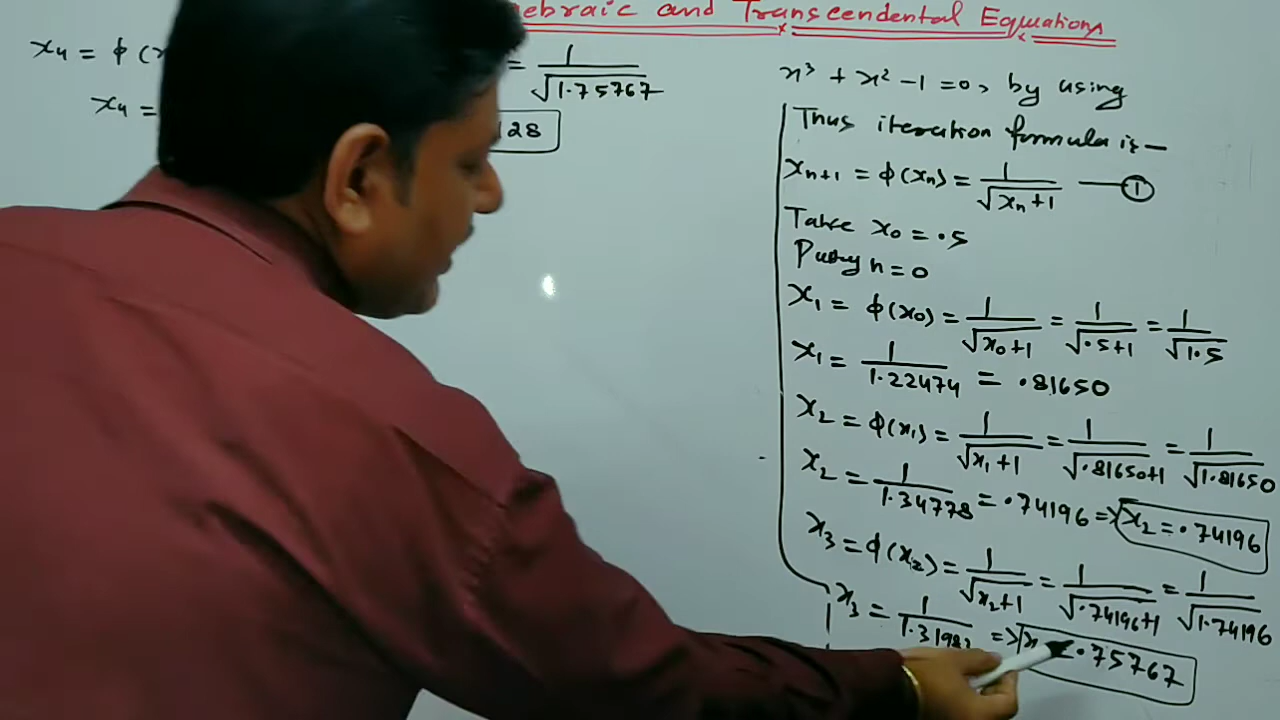 and Transcendental Equations
x₄ = ϕ(x = 1/√1.75767
x₄ =
128
x³ + x² - 1 = 0, by using
Thus iteration formula is —
xₙ₊₁ = ϕ(xₙ) = 1/√(xₙ+1) — ①
Take x₀ = .5
Putting n = 0
x₁ = ϕ(x₀) = 1/√(x₀+1) = 1/√(.5+1) = 1/√1.5
x₁ = 1/1.22474 = .81650
x₂ = ϕ(x₁) = 1/√(x₁+1) = 1/√(.81650+1) = 1/√1.81650
x₂ = 1/1.34778 = .74196 => x₂ = .74196
x₃ = ϕ(x₂) = 1/√(x₂+1) = 1/√(.74196+1) = 1/√1.74196
x₃ = 1/1.3198 => .75767